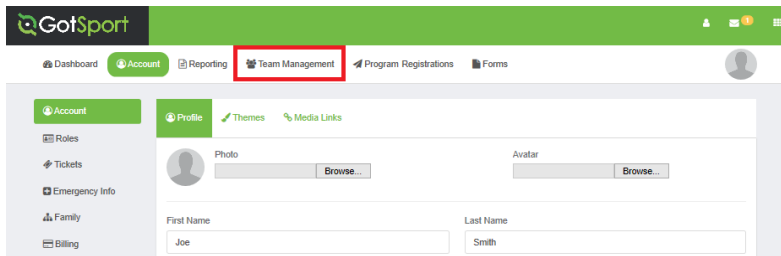 GotSport
1
Dashboard Account Reporting Team Management Program Registrations Forms
Account
Profile Themes Media Links
Roles
Photo Avatar
Tickets
Browse... Browse...
Emergency Info
Family
First Name Last Name
Billing
Joe Smith